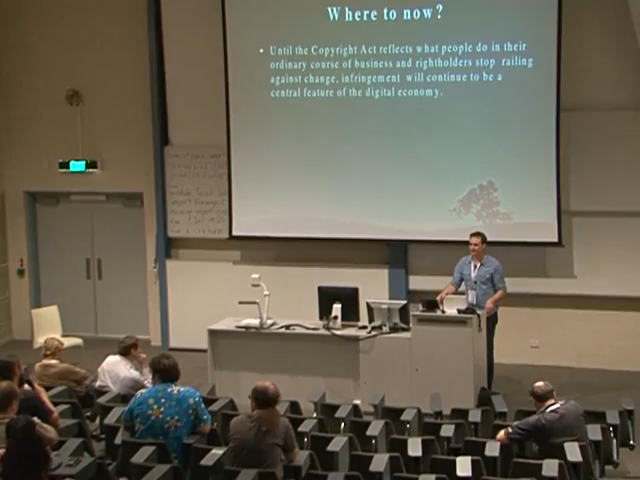 Where to now?
• Until the Copyright Act reflects what people do in their
ordinary course of business and rightholders stop railing
against change, infringement will continue to be a
central feature of the digital economy.